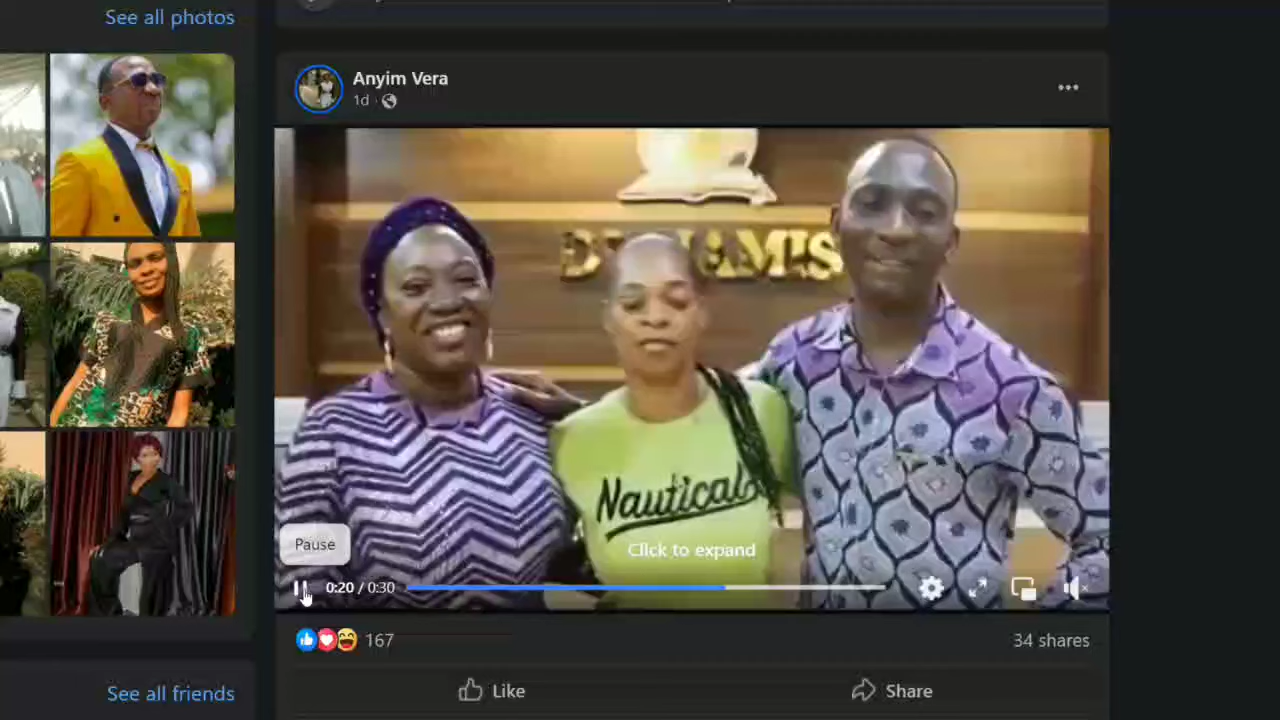 See all photos
Anyim Vera
1d
DUNAMIS
Nautical
Click to expand
Pause
0:20 / 0:30
167
34 shares
Like
Share
See all friends